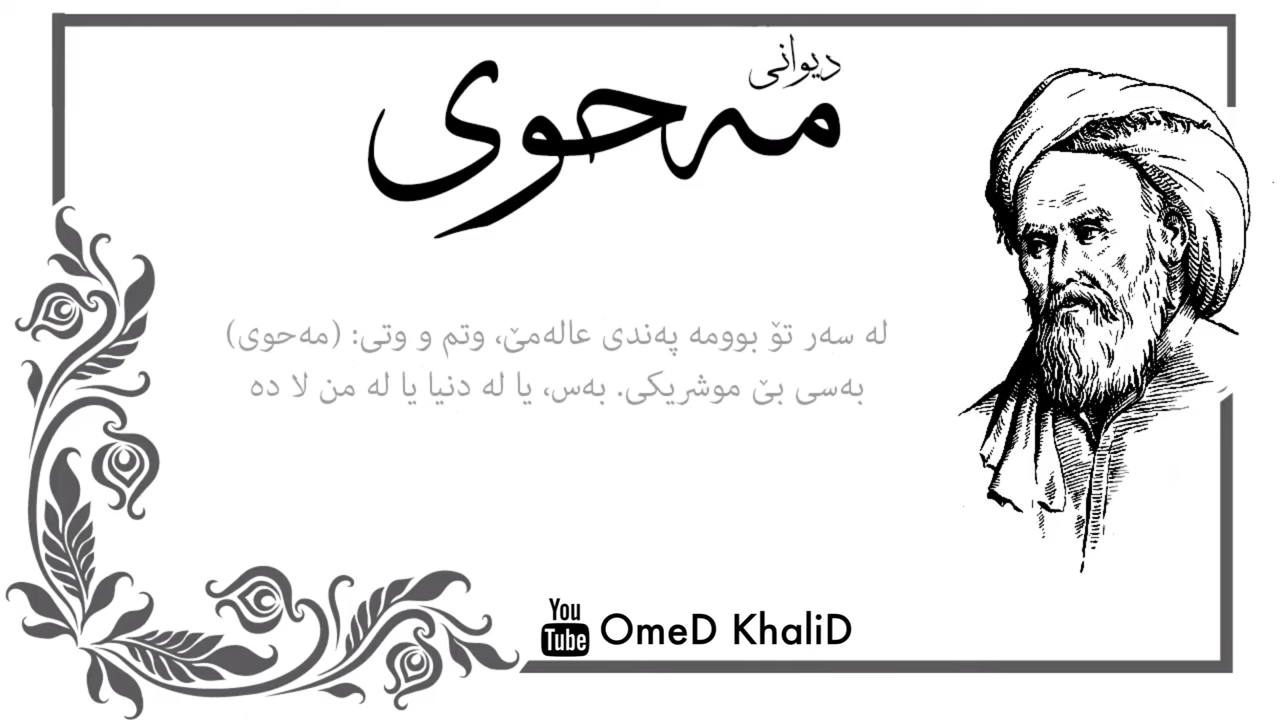 دیوانی
مەحوی
لە سەر تۆ بوومە پەندی عالەمێ، وتم و وتی: (مەحوی)
بەسی بێ موشریکی. بەس، یا لە دنیا یا لە من لا دە
You
Tube OmeD KhaliD